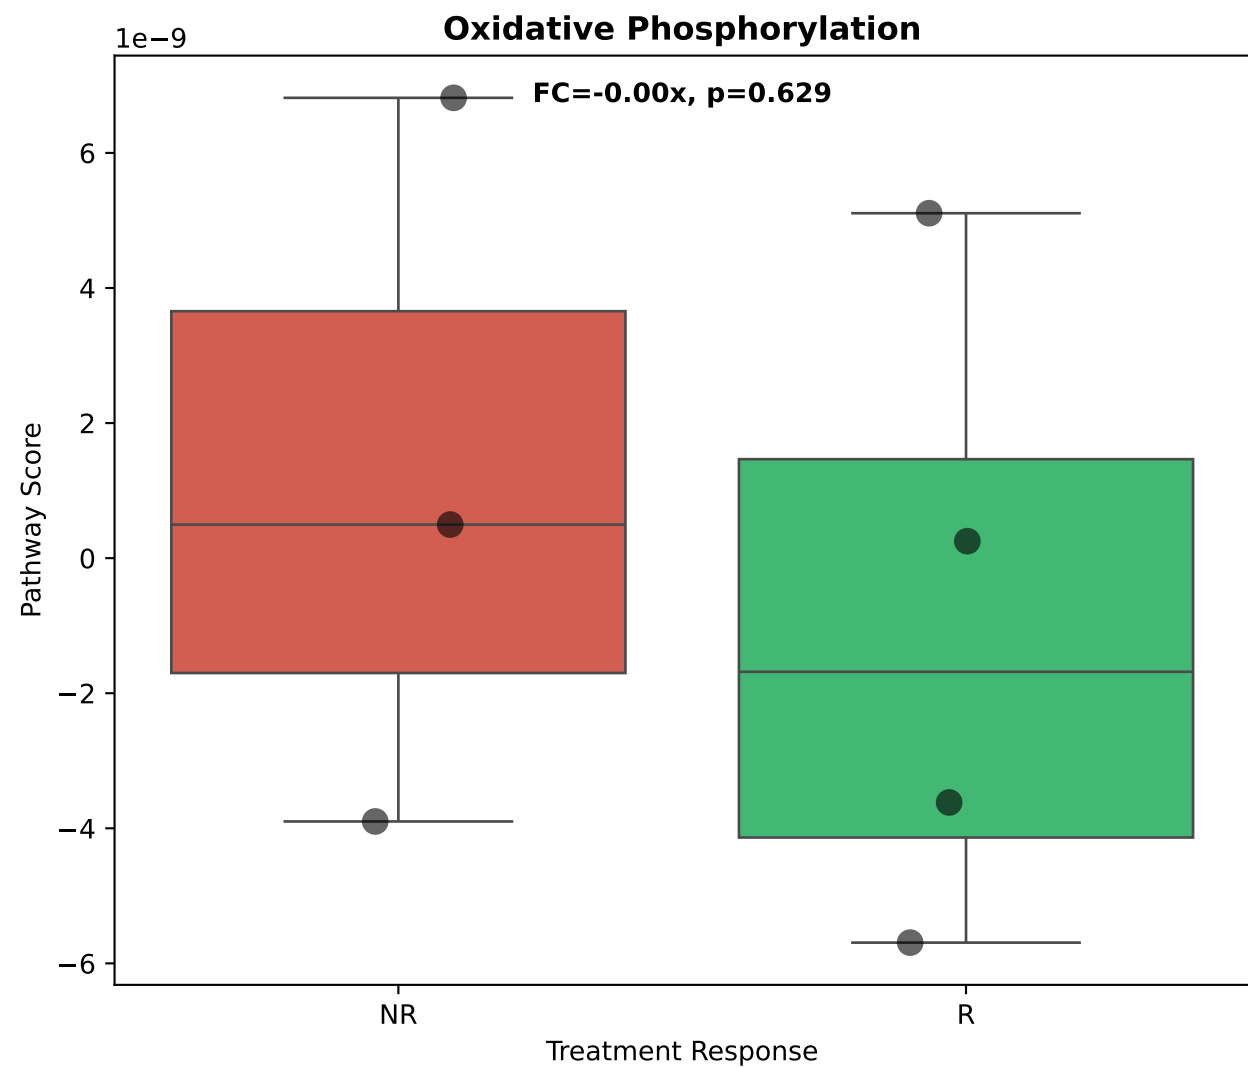 Oxidative Phosphorylation
1e−9
FC=-0.00x, p=0.629
6
4
2
0
−2
−4
−6
Pathway Score
NR
R
Treatment Response